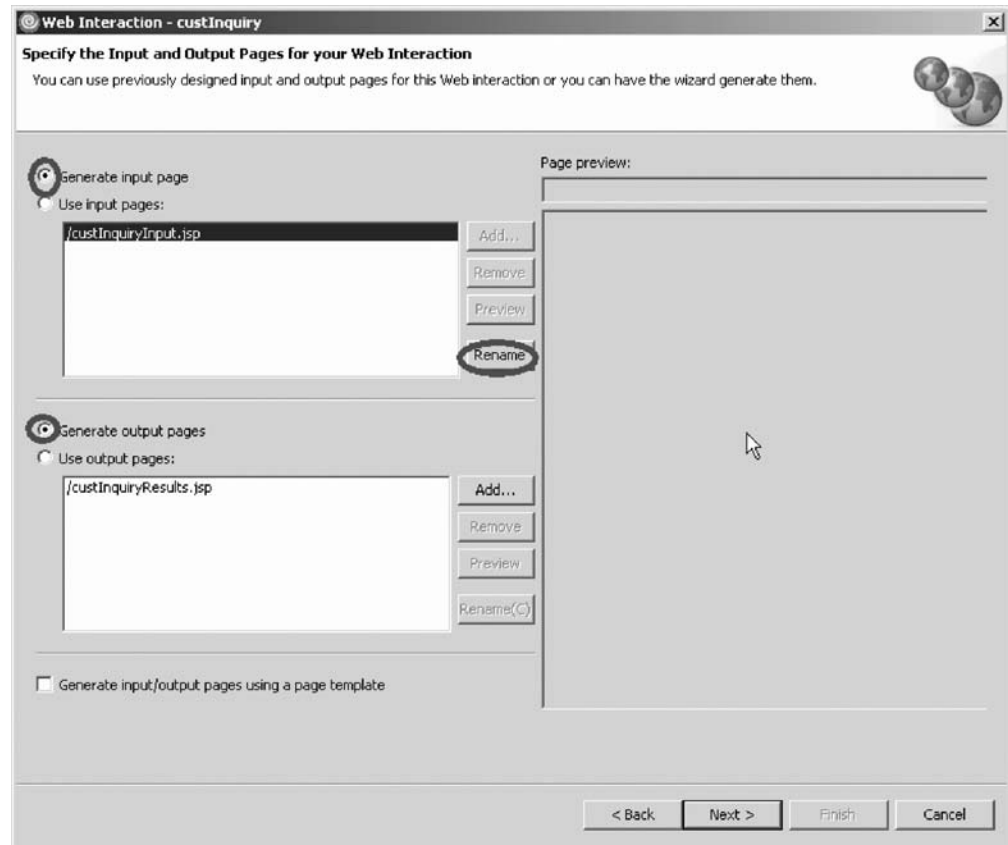 Web Interaction - custInquiry
Specify the Input and Output Pages for your Web Interaction
You can use previously designed input and output pages for this Web interaction or you can have the wizard generate them.
Generate input page
Use input pages:
/custInquiryInput.jsp
Add...
Remove
Preview
Rename
Page preview:
Generate output pages
Use output pages:
/custInquiryResults.jsp
Add...
Remove
Preview
Rename(C)
Generate input/output pages using a page template
< Back
Next >
Finish
Cancel